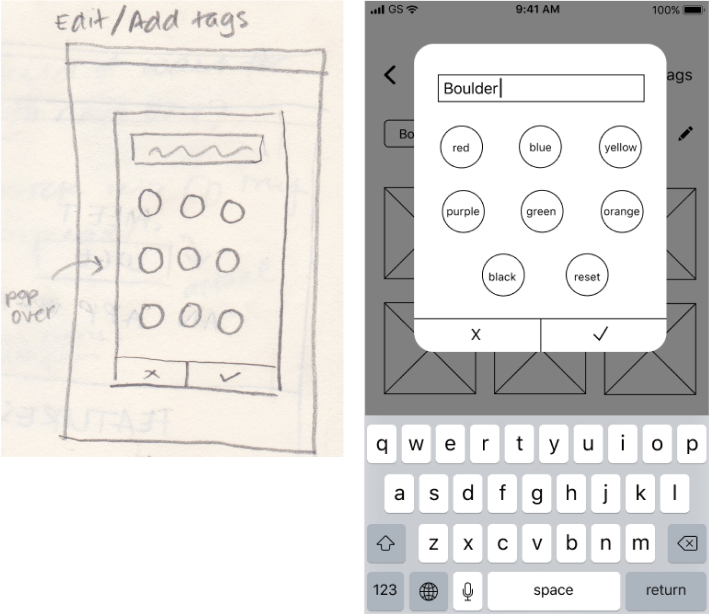 Edit/Add tags
pop
over
GS 9:41 AM 100%
ags
Boulder
Bo
red blue yellow
purple green orange
black reset
X ✓
X ✓
q w e r t y u i o p
a s d f g h j k l
z x c v b n m
123 space return